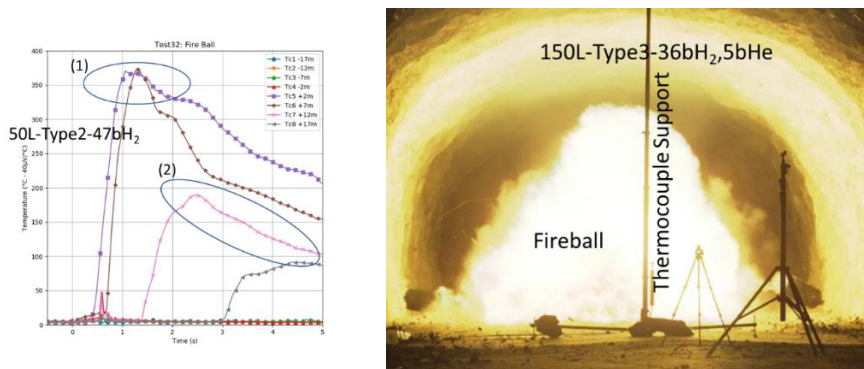 Test32: Fire Ball
400
350
300
250
200
150
100
50
0
Temperature (°C - 40μV/°C)
(1)
50L-Type2-47bH₂
(2)
Tc1 -17m
Tc2 -12m
Tc3 -7m
Tc4 -2m
Tc5 +2m
Tc6 +7m
Tc7 +12m
Tc8 +17m
0
1
2
3
4
5
Time (s)
150L-Type3-36bH₂,5bHe
Thermocouple Support
Fireball